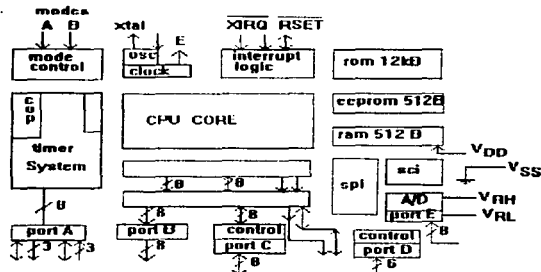 modes
A B
xtal
E
XIRQ RSET
mode
control
osc
clock
interrupt
logic
rom 12kB
cop
timer
System
CPU CORE
eeprom 512B
ram 512 B
VDD
VSS
spi
sci
A/D
port E
VRH
VRL
8
8
8
port A
3
3
8
port B
8
8
control
port C
8
control
port D
6
8